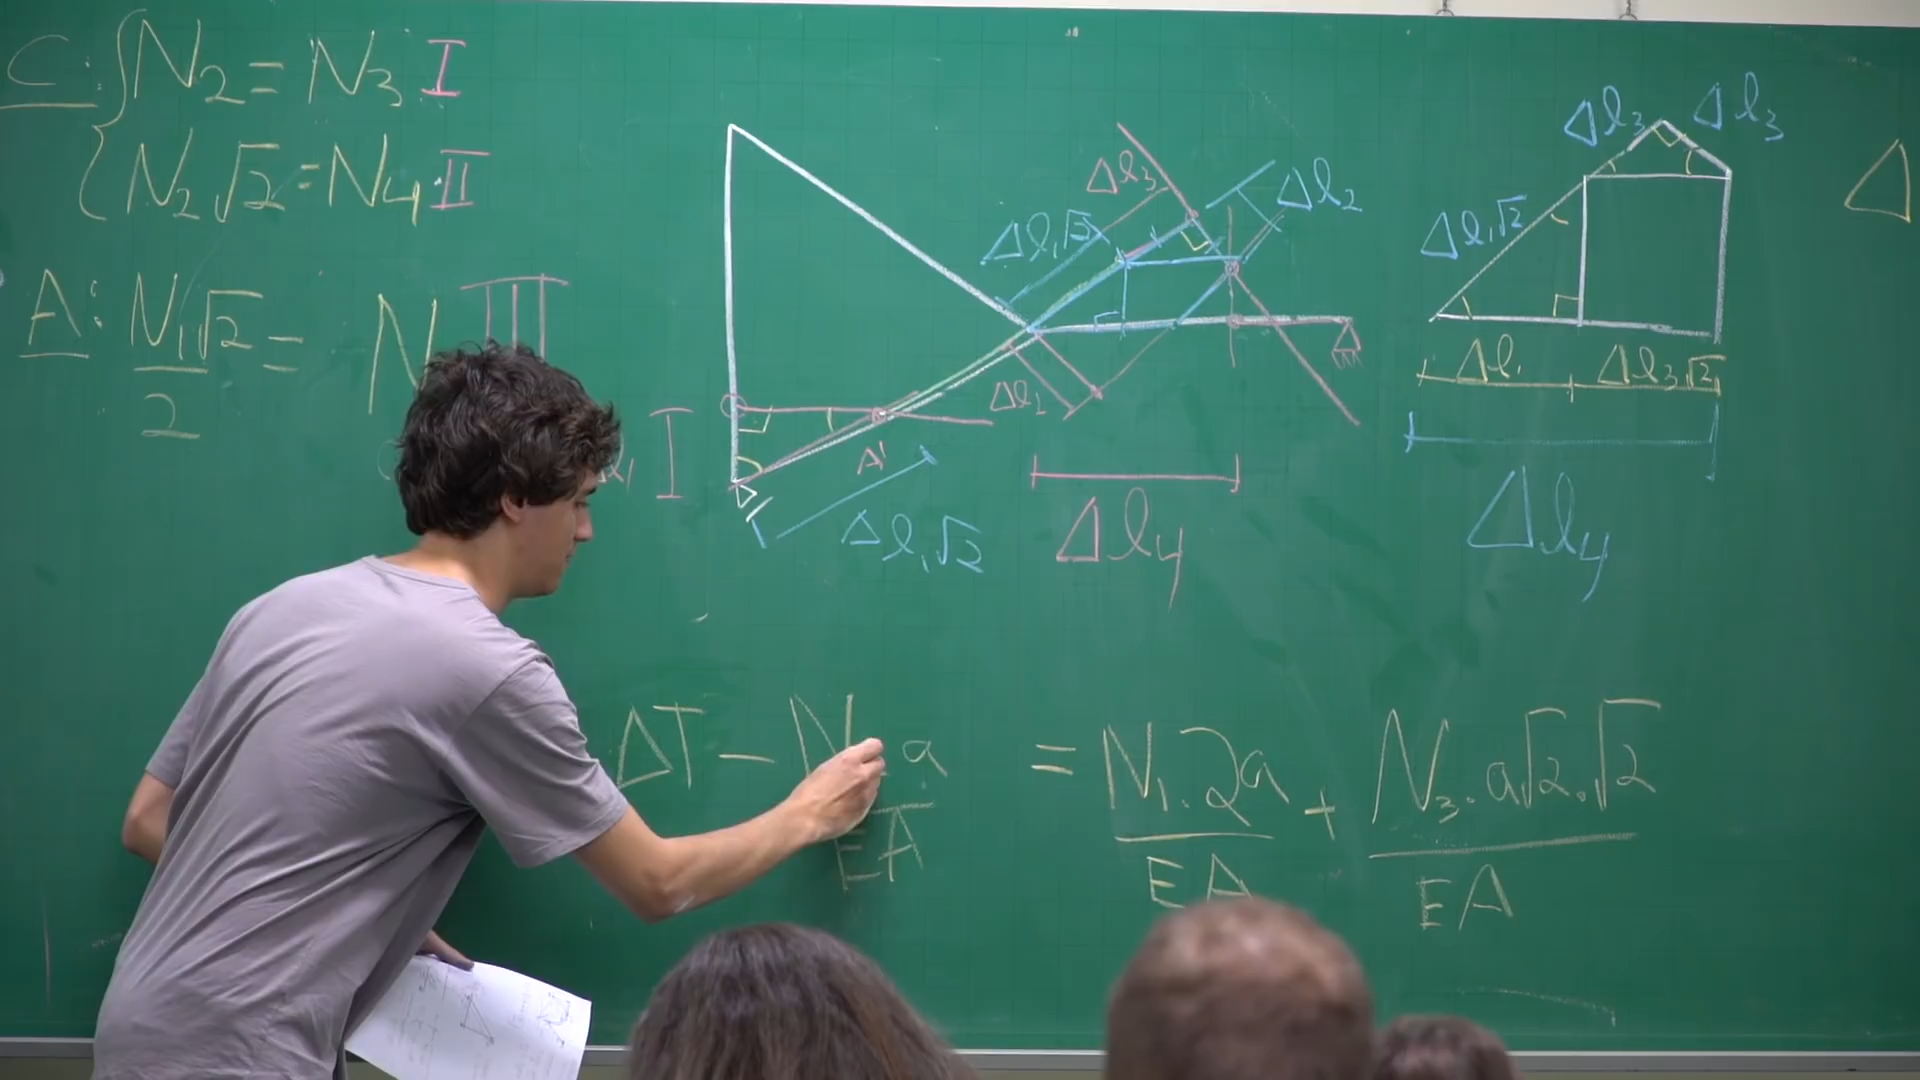 C: { N₂ = N₃ I
N₂√2 = N₄ II
A: N₁√2 / 2 = N III
I
Δl₃
Δl₂
Δl₁√2
Δl₂
A'
Δl₁√2
Δl₄
Δl₃ Δl₃
Δl₁√2
Δl₁ Δl₃√2
Δl₄
Δ
ΔT − N a / EA = N₁.2a / EA + N₃.a√2.√2 / EA